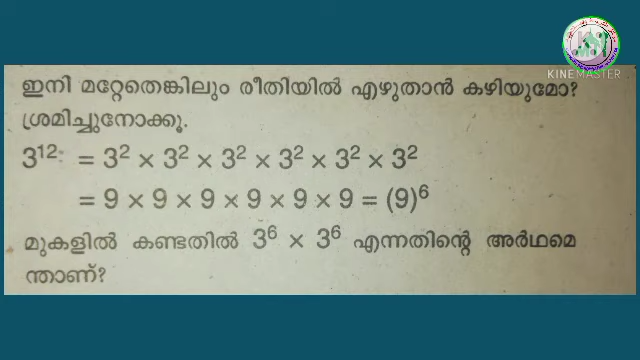 KINEMASTER
ഇനി മറ്റേതെങ്കിലും രീതിയിൽ എഴുതാൻ കഴിയുമോ?
ശ്രമിച്ചുനോക്കൂ.
3¹² = 3² × 3² × 3² × 3² × 3² × 3²
= 9 × 9 × 9 × 9 × 9 × 9 = (9)⁶
മുകളിൽ കണ്ടതിൽ 3⁶ × 3⁶ എന്നതിന്റെ അർഥമെ
ന്താണ്?